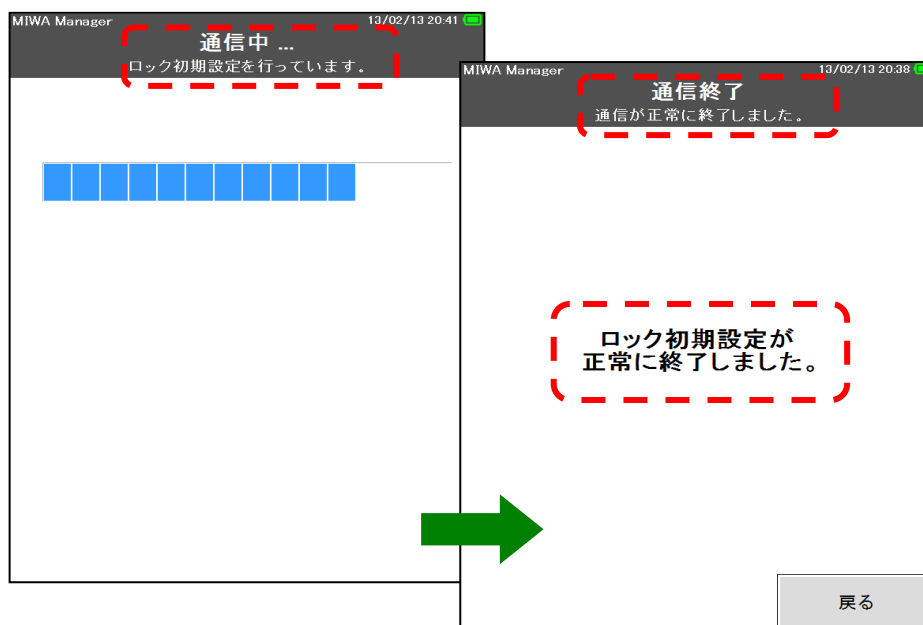 MIWA Manager 13/02/13 20:41
通信中 ...
ロック初期設定を行っています。
MIWA Manager 13/02/13 20:38
通信終了
通信が正常に終了しました。
ロック初期設定が
正常に終了しました。
戻る